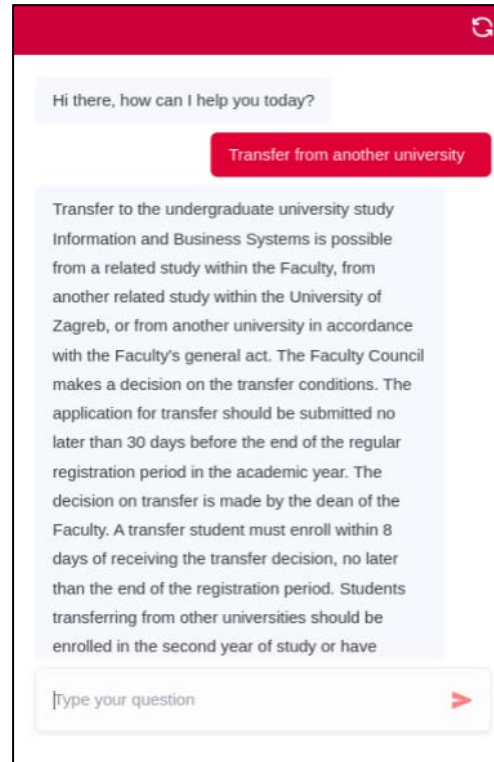 Hi there, how can I help you today?
Transfer from another university
Transfer to the undergraduate university study
Information and Business Systems is possible
from a related study within the Faculty, from
another related study within the University of
Zagreb, or from another university in accordance
with the Faculty's general act. The Faculty Council
makes a decision on the transfer conditions. The
application for transfer should be submitted no
later than 30 days before the end of the regular
registration period in the academic year. The
decision on transfer is made by the dean of the
Faculty. A transfer student must enroll within 8
days of receiving the transfer decision, no later
than the end of the registration period. Students
transferring from other universities should be
enrolled in the second year of study or have
Type your question